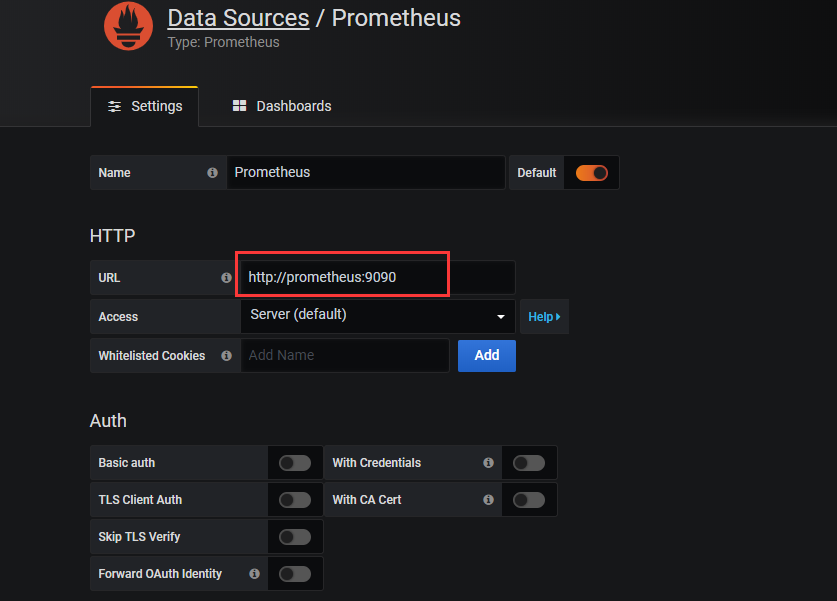 Data Sources / Prometheus
Type: Prometheus
Settings Dashboards
Name Prometheus Default
HTTP
URL http://prometheus:9090
Access Server (default) Help
Whitelisted Cookies Add Name Add
Auth
Basic auth With Credentials
TLS Client Auth With CA Cert
Skip TLS Verify
Forward OAuth Identity